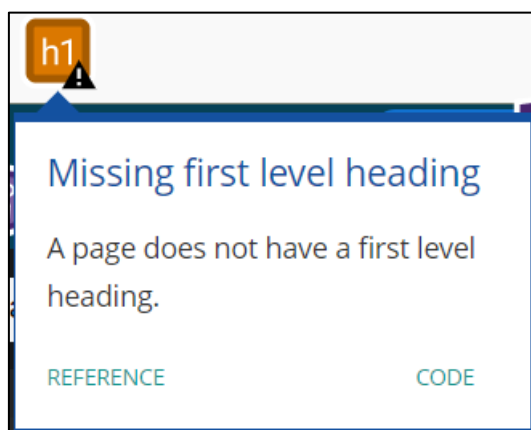 h1
Missing first level heading
A page does not have a first level
heading.
REFERENCE CODE